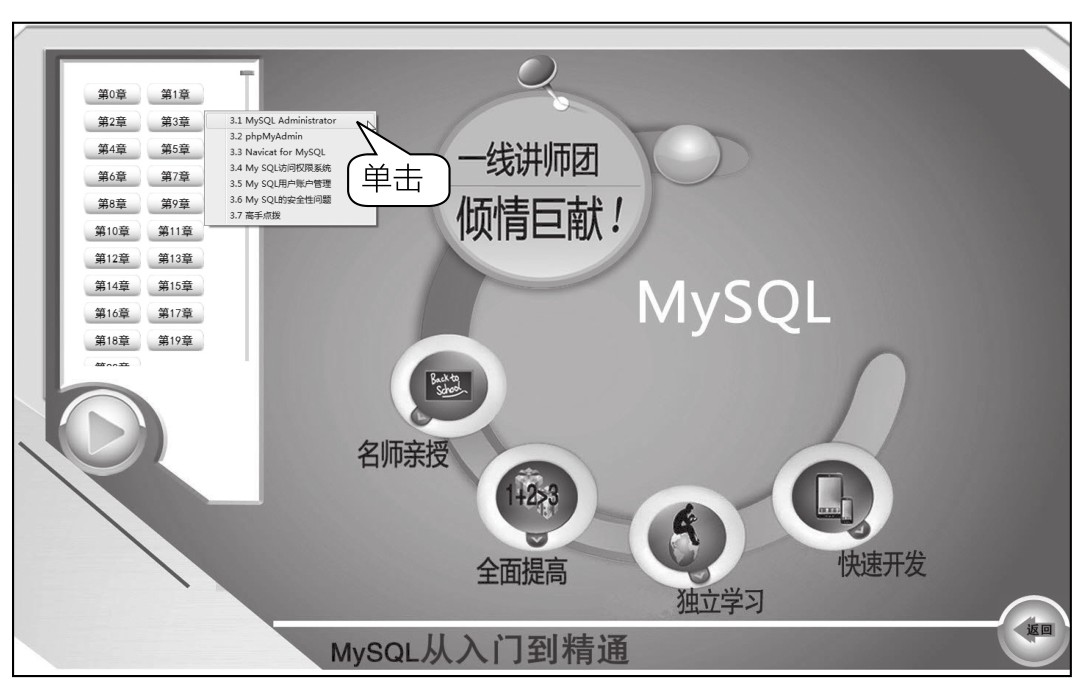 第0章 第1章
第2章 第3章
第4章 第5章
第6章 第7章
第8章 第9章
第10章 第11章
第12章 第13章
第14章 第15章
第16章 第17章
第18章 第19章
3.1 MySQL Administrator
3.2 phpMyAdmin
3.3 Navicat for MySQL
3.4 My SQL访问权限系统
3.5 My SQL用户账户管理
3.6 My SQL的安全性问题
3.7 高手点拨
单击
一线讲师团
倾情巨献！
MySQL
Back to
School
名师亲授
1+2>3
全面提高
独立学习
快速开发
返回
MySQL从入门到精通